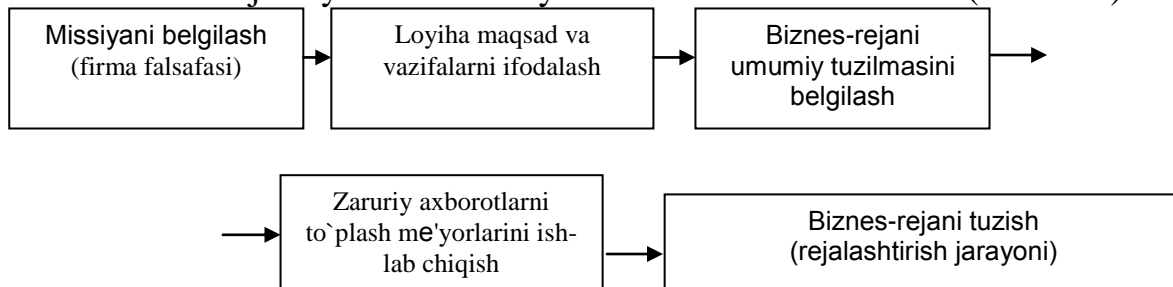 Missiyani belgilash
(firma falsafasi)
Loyiha maqsad va
vazifalarni ifodalash
Biznes-rejani
umumiy tuzilmasini
belgilash
Zaruriy axborotlarni
to`plash me'yorlarini ish-
lab chiqish
Biznes-rejani tuzish
(rejalashtirish jarayoni)